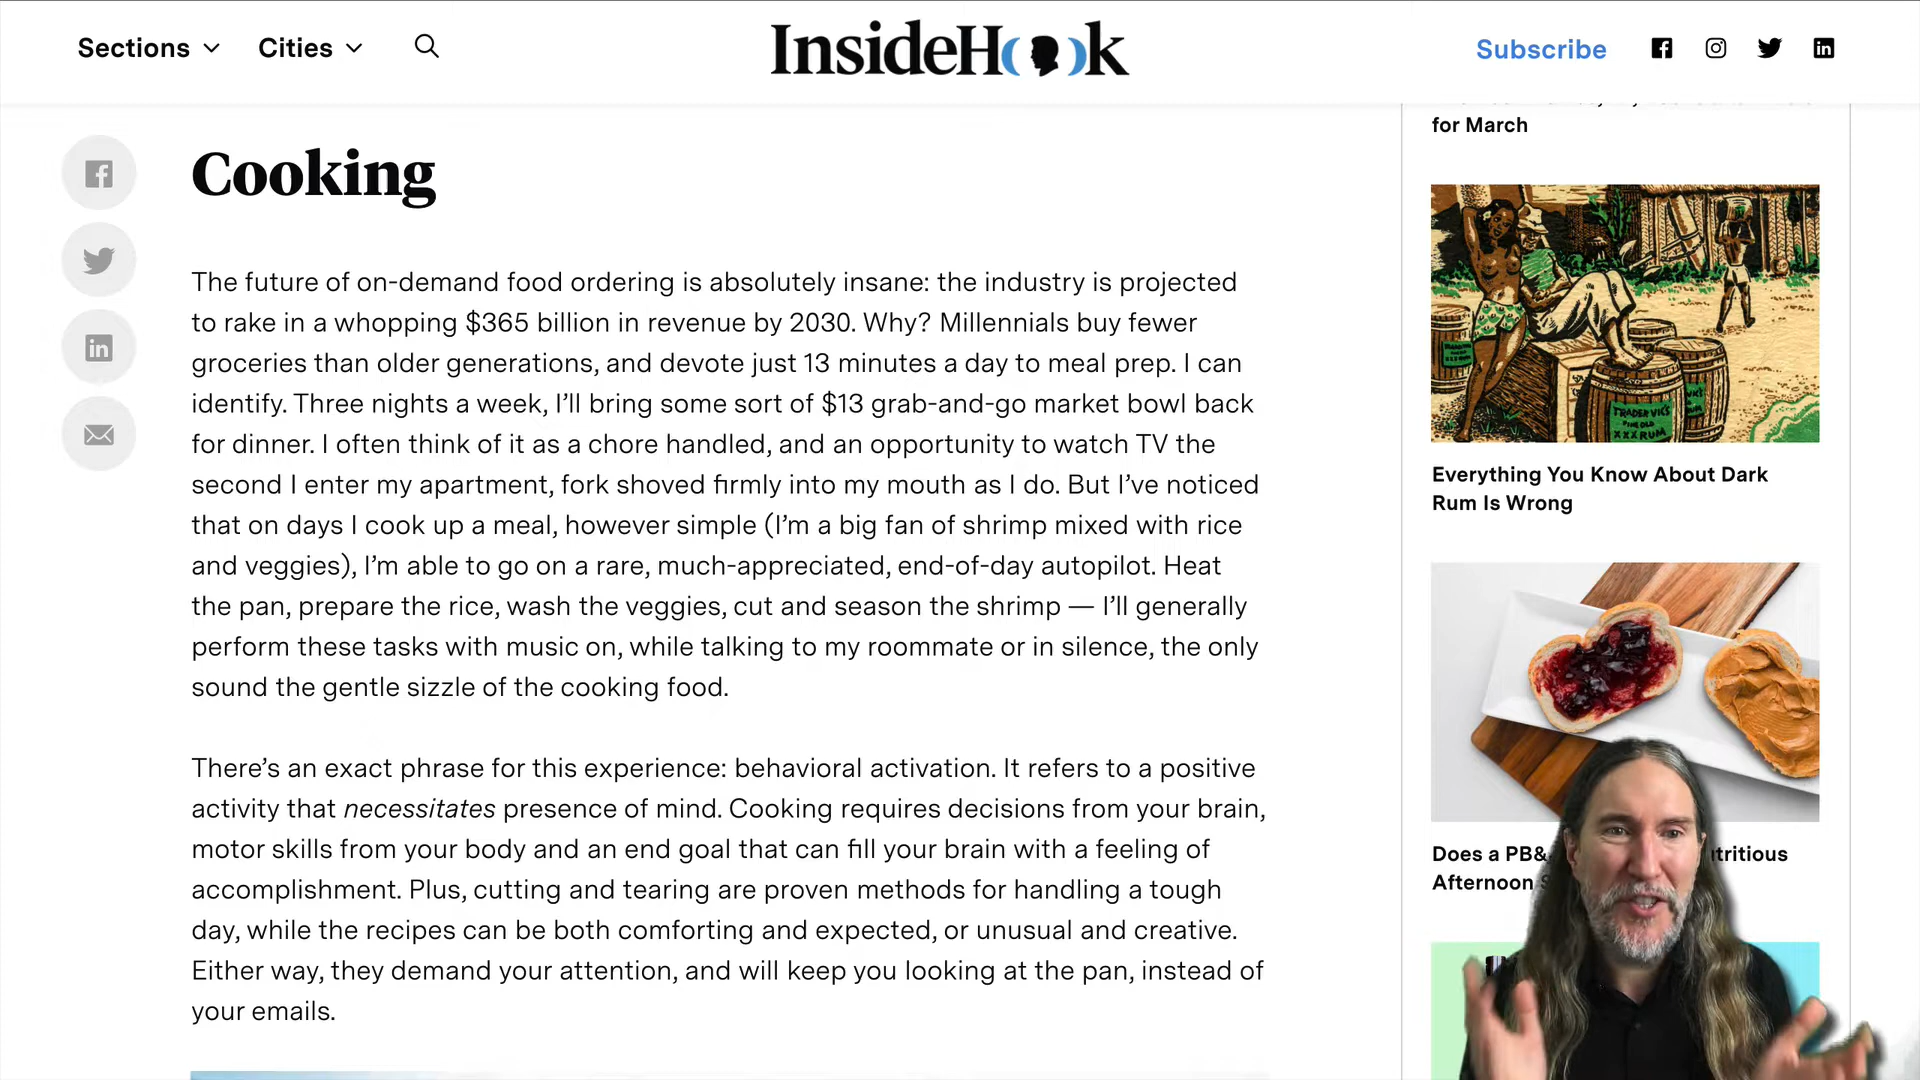 Sections
Cities
InsideHook
Subscribe
Cooking
The future of on-demand food ordering is absolutely insane: the industry is projected
to rake in a whopping $365 billion in revenue by 2030. Why? Millennials buy fewer
groceries than older generations, and devote just 13 minutes a day to meal prep. I can
identify. Three nights a week, I’ll bring some sort of $13 grab-and-go market bowl back
for dinner. I often think of it as a chore handled, and an opportunity to watch TV the
second I enter my apartment, fork shoved firmly into my mouth as I do. But I’ve noticed
that on days I cook up a meal, however simple (I’m a big fan of shrimp mixed with rice
and veggies), I’m able to go on a rare, much-appreciated, end-of-day autopilot. Heat
the pan, prepare the rice, wash the veggies, cut and season the shrimp — I’ll generally
perform these tasks with music on, while talking to my roommate or in silence, the only
sound the gentle sizzle of the cooking food.
There’s an exact phrase for this experience: behavioral activation. It refers to a positive
activity that necessitates presence of mind. Cooking requires decisions from your brain,
motor skills from your body and an end goal that can fill your brain with a feeling of
accomplishment. Plus, cutting and tearing are proven methods for handling a tough
day, while the recipes can be both comforting and expected, or unusual and creative.
Either way, they demand your attention, and will keep you looking at the pan, instead of
your emails.
for March
TRADER VIC'S
XXX RUM
Everything You Know About Dark
Rum Is Wrong
Does a PB&
Afternoon